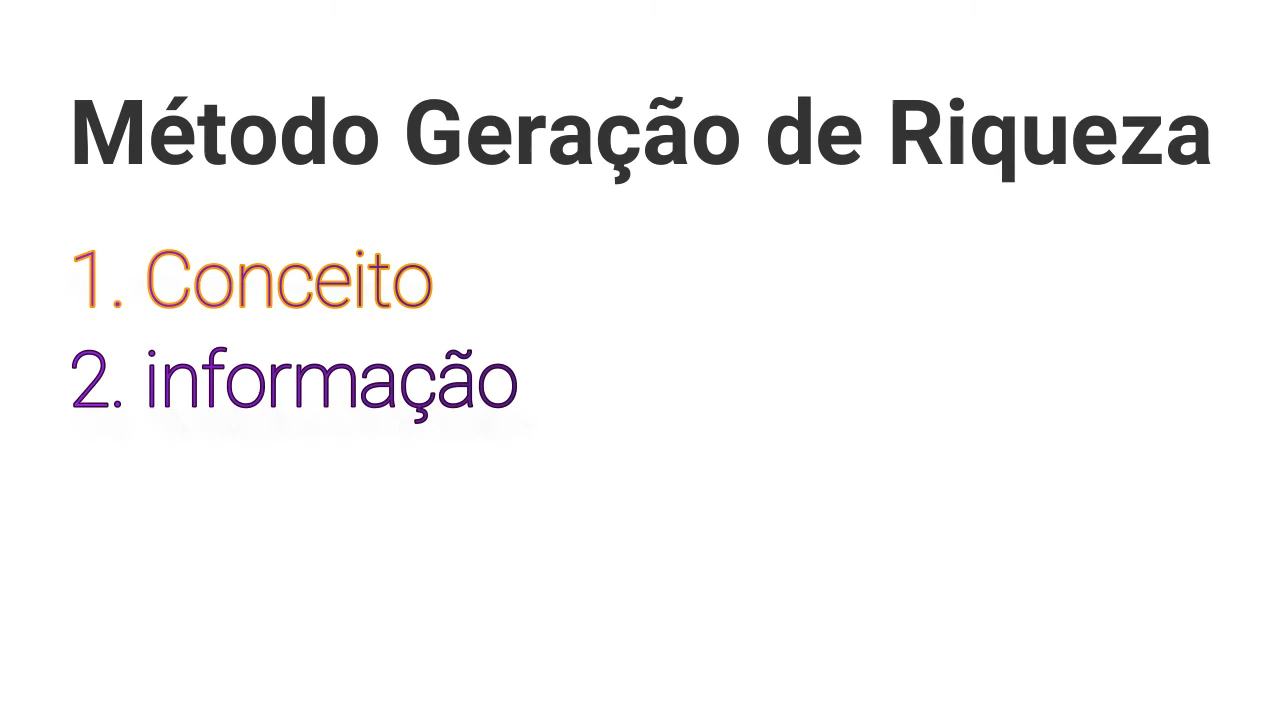 Método Geração de Riqueza
1. Conceito
2. informação